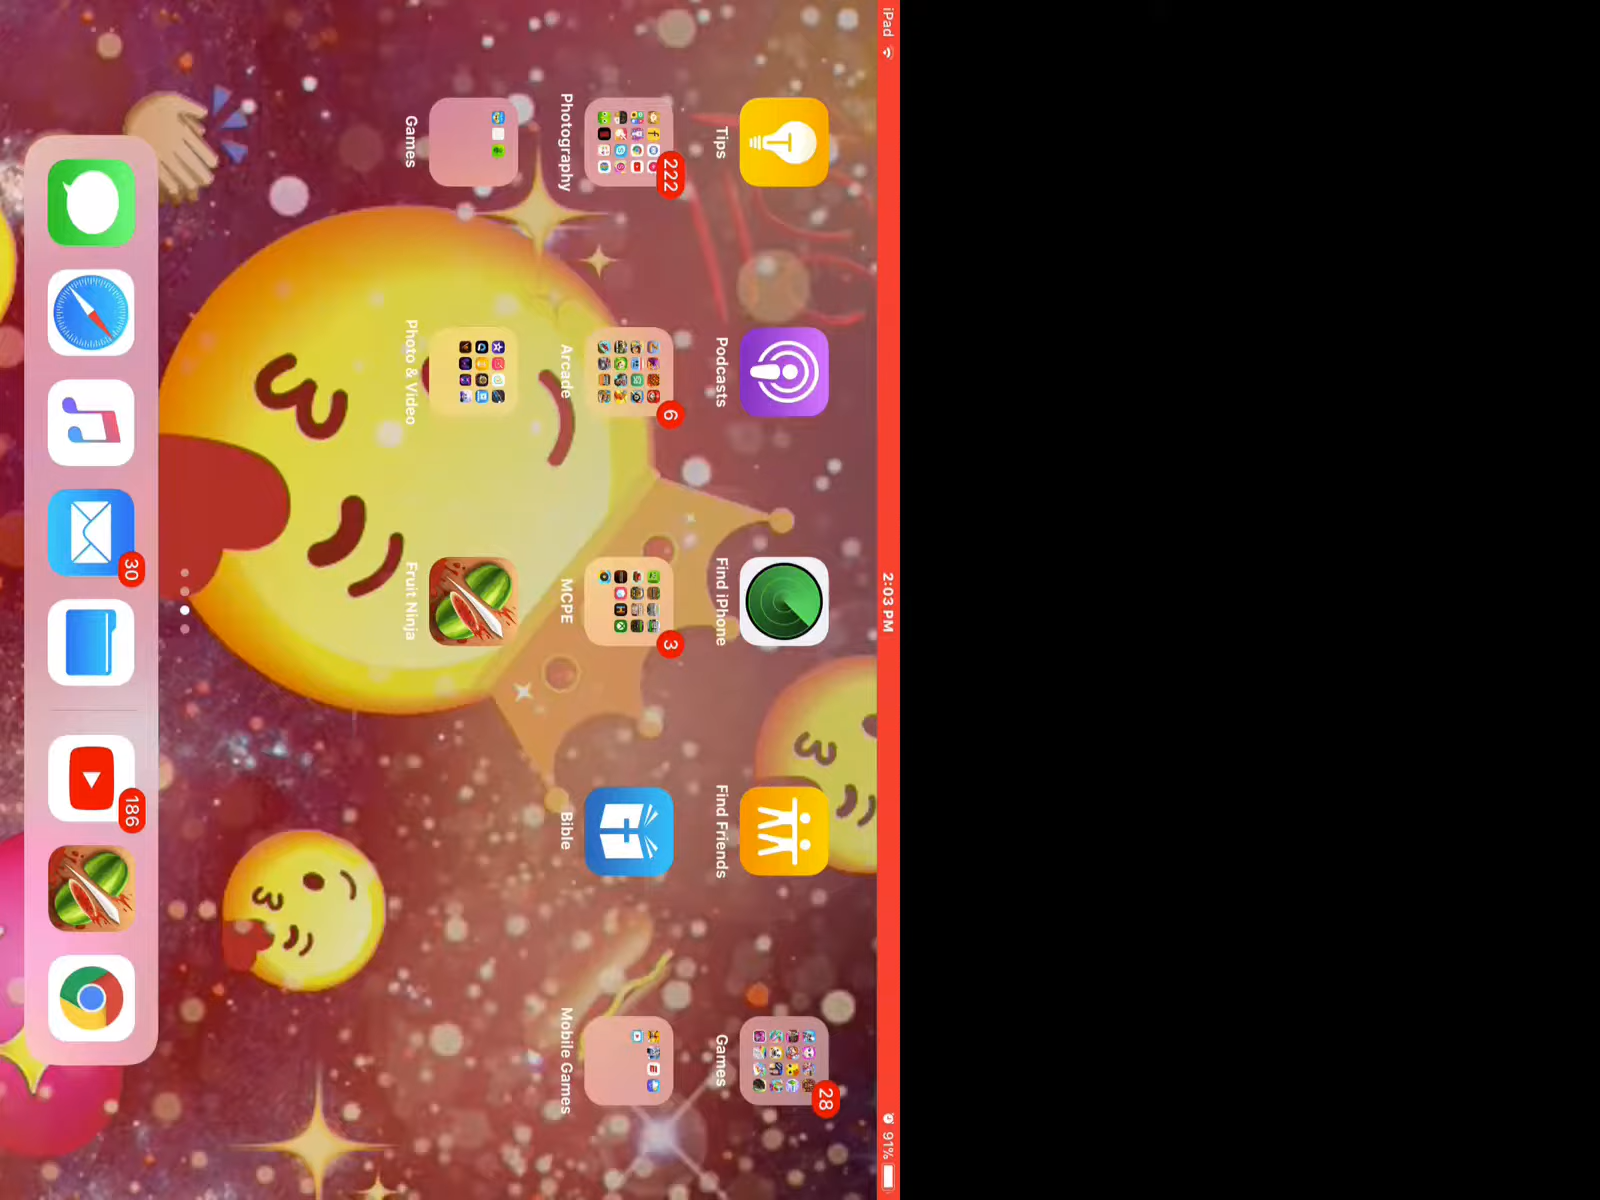 iPad
2:03 PM
91%
Tips
Podcasts
Find iPhone
Find Friends
Games
28
Photography
222
Arcade
6
MCPE
3
Bible
Mobile Games
Games
Photo & Video
Fruit Ninja
30
186